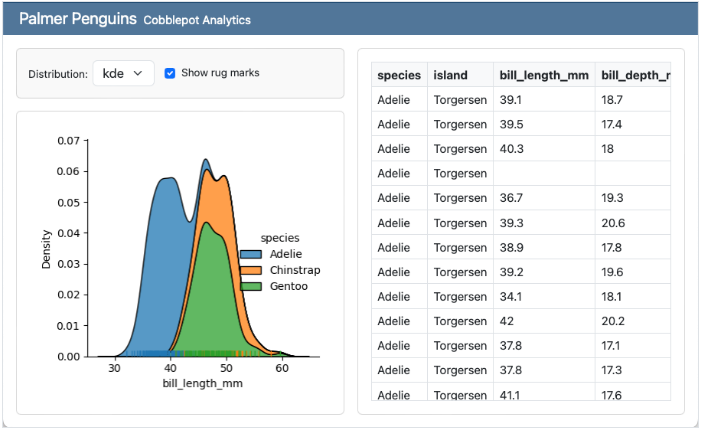 Palmer Penguins Cobblepot Analytics
Distribution: kde Show rug marks
0.07
0.06
0.05
0.04
0.03
0.02
0.01
0.00
Density
30 40 50 60
bill_length_mm
species
Adelie
Chinstrap
Gentoo
species island bill_length_mm bill_depth_m
Adelie Torgersen 39.1 18.7
Adelie Torgersen 39.5 17.4
Adelie Torgersen 40.3 18
Adelie Torgersen
Adelie Torgersen 36.7 19.3
Adelie Torgersen 39.3 20.6
Adelie Torgersen 38.9 17.8
Adelie Torgersen 39.2 19.6
Adelie Torgersen 34.1 18.1
Adelie Torgersen 42 20.2
Adelie Torgersen 37.8 17.1
Adelie Torgersen 37.8 17.3
Adelie Torgersen 41.1 17.6